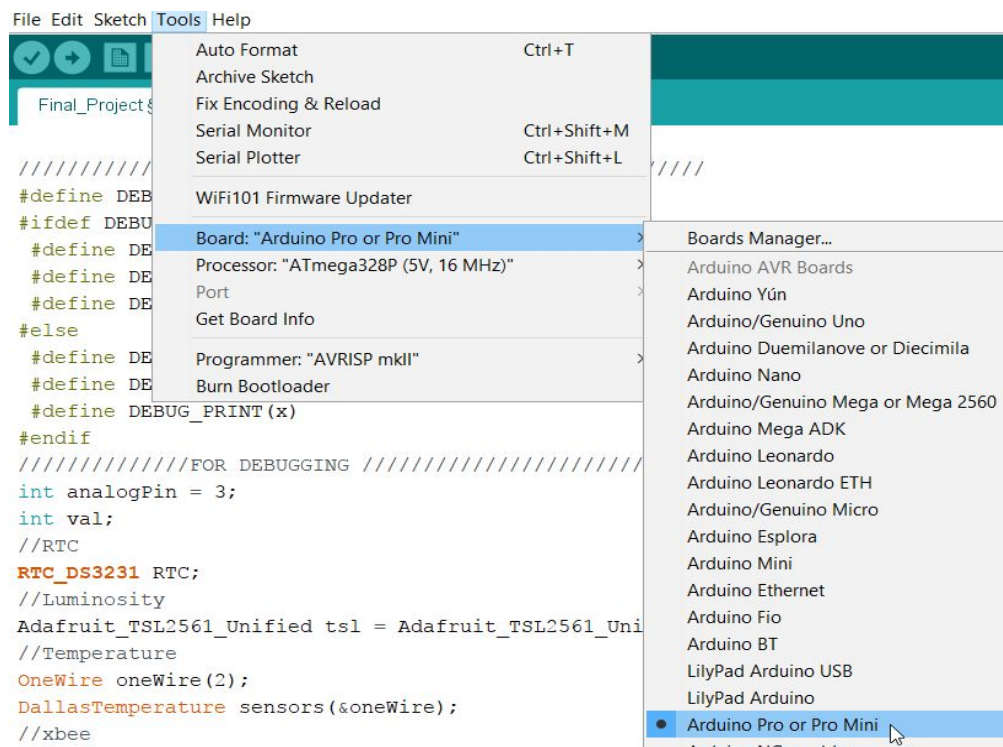 File Edit Sketch Tools Help
Auto Format Ctrl+T
Archive Sketch
Fix Encoding & Reload
Serial Monitor Ctrl+Shift+M
Serial Plotter Ctrl+Shift+L
WiFi101 Firmware Updater
Board: "Arduino Pro or Pro Mini"
Processor: "ATmega328P (5V, 16 MHz)"
Port
Get Board Info
Programmer: "AVRISP mkII"
Burn Bootloader
Boards Manager...
Arduino AVR Boards
Arduino Yún
Arduino/Genuino Uno
Arduino Duemilanove or Diecimila
Arduino Nano
Arduino/Genuino Mega or Mega 2560
Arduino Mega ADK
Arduino Leonardo
Arduino Leonardo ETH
Arduino/Genuino Micro
Arduino Esplora
Arduino Mini
Arduino Ethernet
Arduino Fio
Arduino BT
LilyPad Arduino USB
LilyPad Arduino
Arduino Pro or Pro Mini
Final_Project §
/////////// ////
#define DEB
#ifdef DEBU
#define DE
#define DE
#define DE
#else
#define DE
#define DE
#define DEBUG_PRINT(x)
#endif
//////////////FOR DEBUGGING ///////////////////////
int analogPin = 3;
int val;
//RTC
RTC_DS3231 RTC;
//Luminosity
Adafruit_TSL2561_Unified tsl = Adafruit_TSL2561_Uni
//Temperature
OneWire oneWire(2);
DallasTemperature sensors(&oneWire);
//xbee